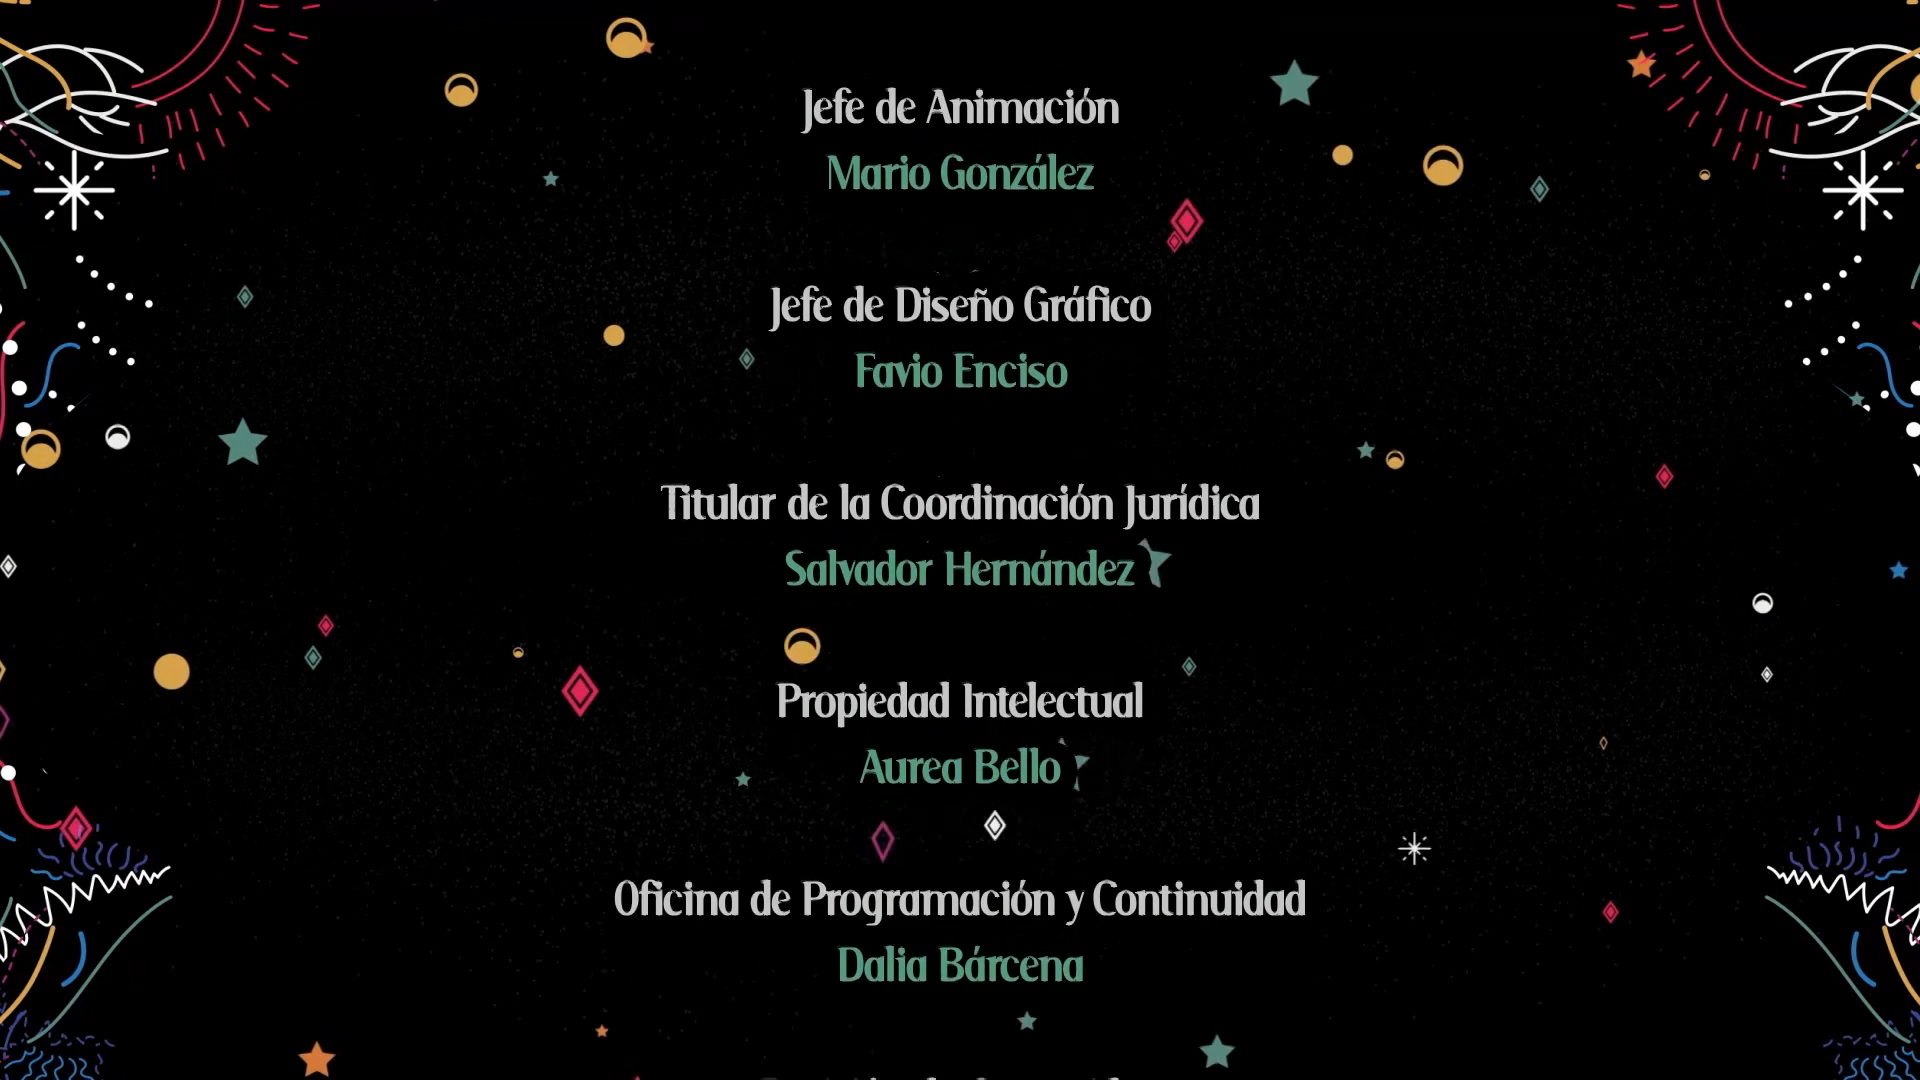 Jefe de Animación
Mario González
Jefe de Diseño Gráfico
Favio Enciso
Titular de la Coordinación Jurídica
Salvador Hernández
Propiedad Intelectual
Aurea Bello
Oficina de Programación y Continuidad
Dalia Bárcena